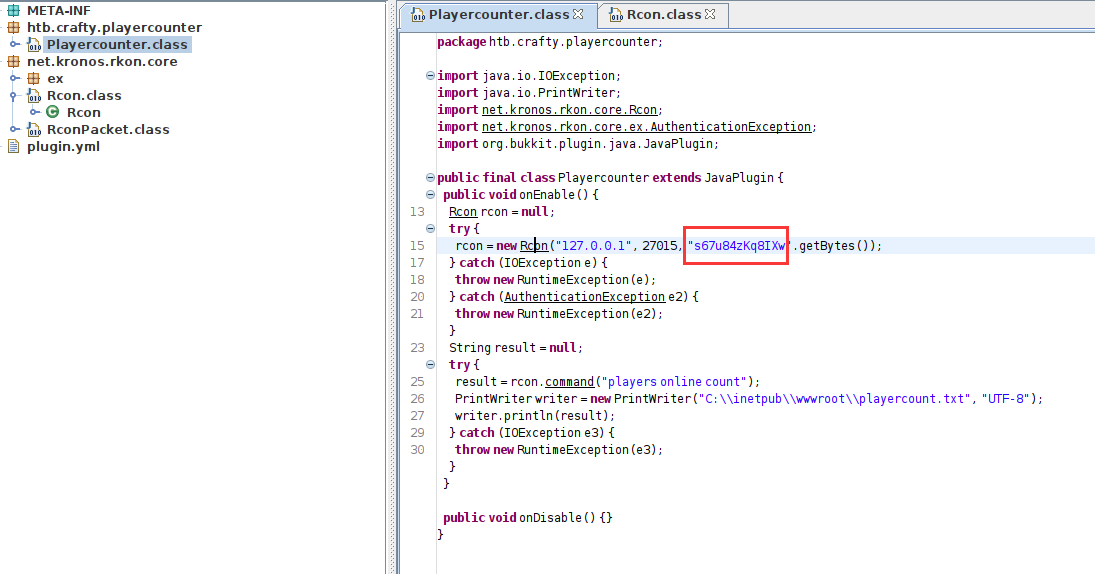 META-INF
htb.crafty.playercounter
Playercounter.class
net.kronos.rkon.core
ex
Rcon.class
Rcon
RconPacket.class
plugin.yml
Playercounter.class Rcon.class
package htb.crafty.playercounter;
import java.io.IOException;
import java.io.PrintWriter;
import net.kronos.rkon.core.Rcon;
import net.kronos.rkon.core.ex.AuthenticationException;
import org.bukkit.plugin.java.JavaPlugin;
public final class Playercounter extends JavaPlugin {
public void onEnable() {
13 Rcon rcon = null;
try {
15 rcon = new Rcon("127.0.0.1", 27015, "s67u84zKq8IXw".getBytes());
17 } catch (IOException e) {
18 throw new RuntimeException(e);
20 } catch (AuthenticationException e2) {
21 throw new RuntimeException(e2);
}
23 String result = null;
try {
25 result = rcon.command("players online count");
26 PrintWriter writer = new PrintWriter("C:\\inetpub\\wwwroot\\playercount.txt", "UTF-8");
27 writer.println(result);
29 } catch (IOException e3) {
30 throw new RuntimeException(e3);
}
}
public void onDisable() {}
}